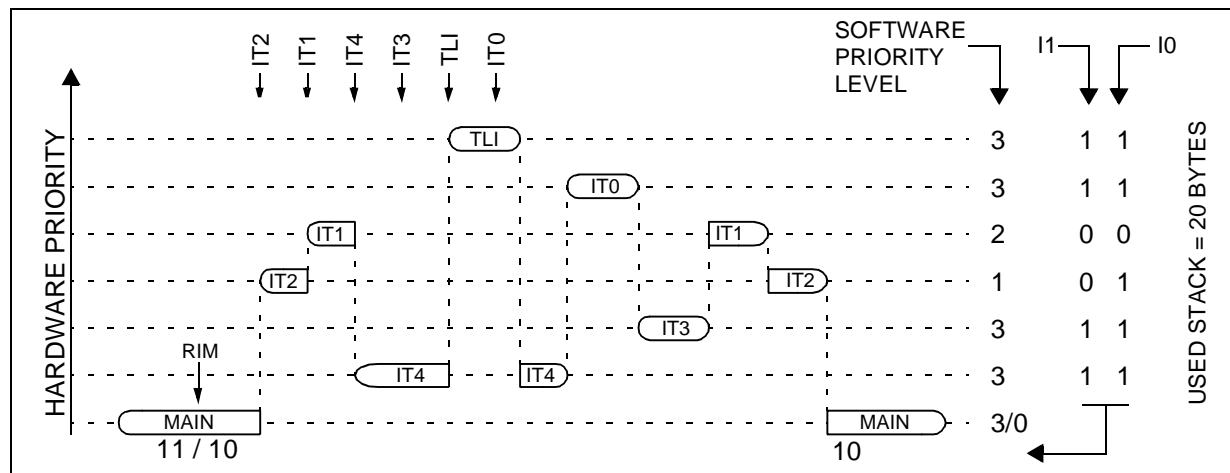 SOFTWARE
PRIORITY
LEVEL
I1
I0
IT2
IT1
IT4
IT3
TLI
IT0
HARDWARE PRIORITY
TLI
3
1 1
IT0
3
1 1
IT1
IT1
2
0 0
IT2
IT2
1
0 1
IT3
3
1 1
RIM
IT4
IT4
3
1 1
MAIN
MAIN
3/0
11 / 10
10
USED STACK = 20 BYTES